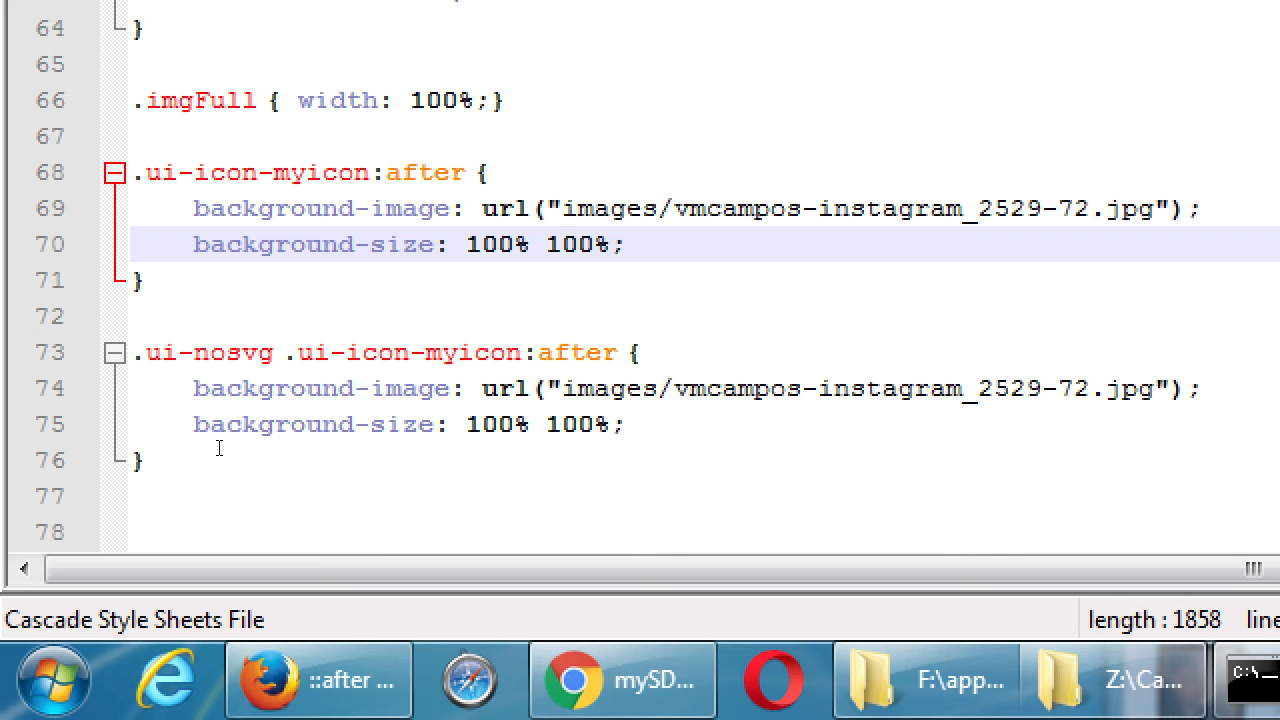 64 }
65
66 .imgFull { width: 100%;}
67
68 .ui-icon-myicon:after {
69 background-image: url("images/vmcampos-instagram_2529-72.jpg");
70 background-size: 100% 100%;
71 }
72
73 .ui-nosvg .ui-icon-myicon:after {
74 background-image: url("images/vmcampos-instagram_2529-72.jpg");
75 background-size: 100% 100%;
76 }
77
78
Cascade Style Sheets File length : 1858 line
::after ... mySD... F:\app... Z:\Ca... C:\